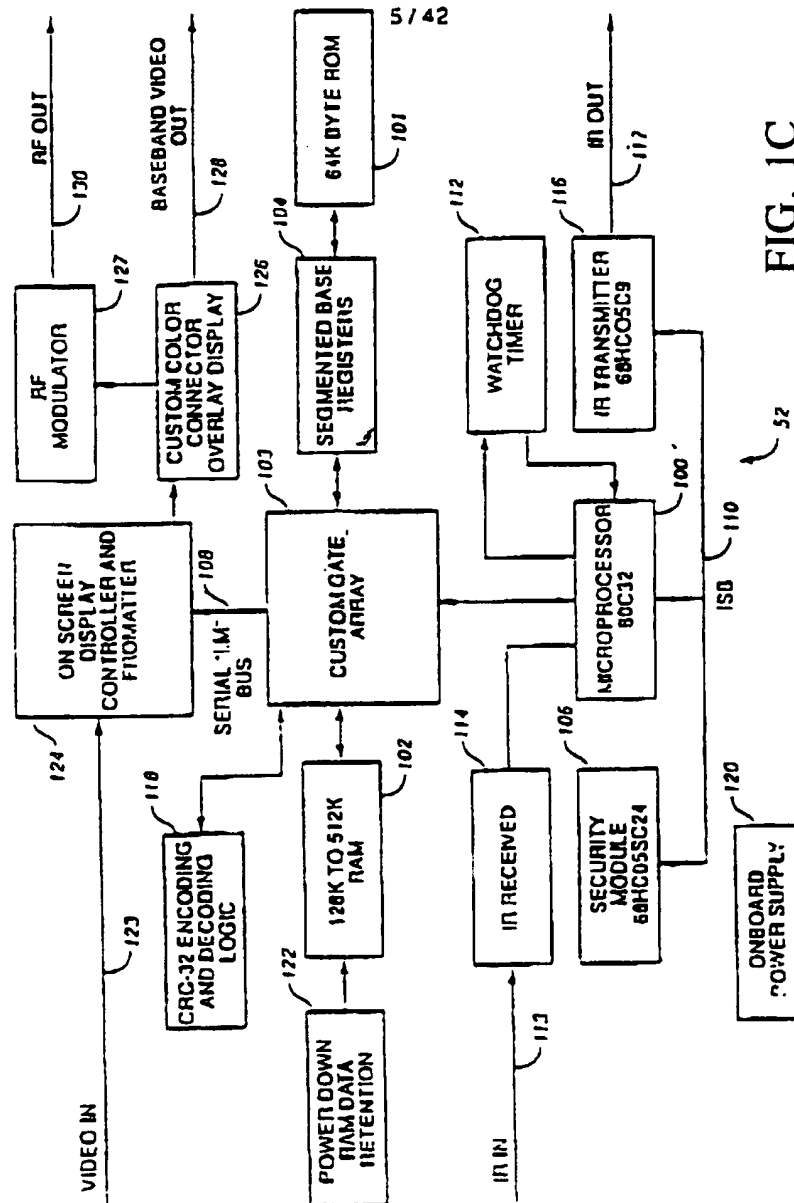 5/42
RF OUT
130
BASEBAND VIDEO
OUT
128
RF
MODULATOR
127
CUSTOM COLOR
CONNECTOR
OVERLAY DISPLAY
126
64K BYTE ROM
101
SEGMENTED BASE
REGISTERS
104
ON SCREEN
DISPLAY
CONTROLLER AND
FROMATTER
124
VIDEO IN
123
SERIAL "I.M"
BUS
108
CUSTOM GATE
ARRAY
103
CRC-32 ENCODING
AND DECODING
LOGIC
118
128K TO 512K
RAM
102
POWER DOWN
RAM DATA
RETENTION
122
WATCHDOG
TIMER
112
IR TRANSMITTER
68HC05C9
116
IR OUT
117
MICROPROCESSOR
80C32
100'
IR RECEIVED
114
IR IN
113
SECURITY
MODULE
68HC05SC24
106
ISB
110
52
ONBOARD
POWER SUPPLY
120
FIG. 1C